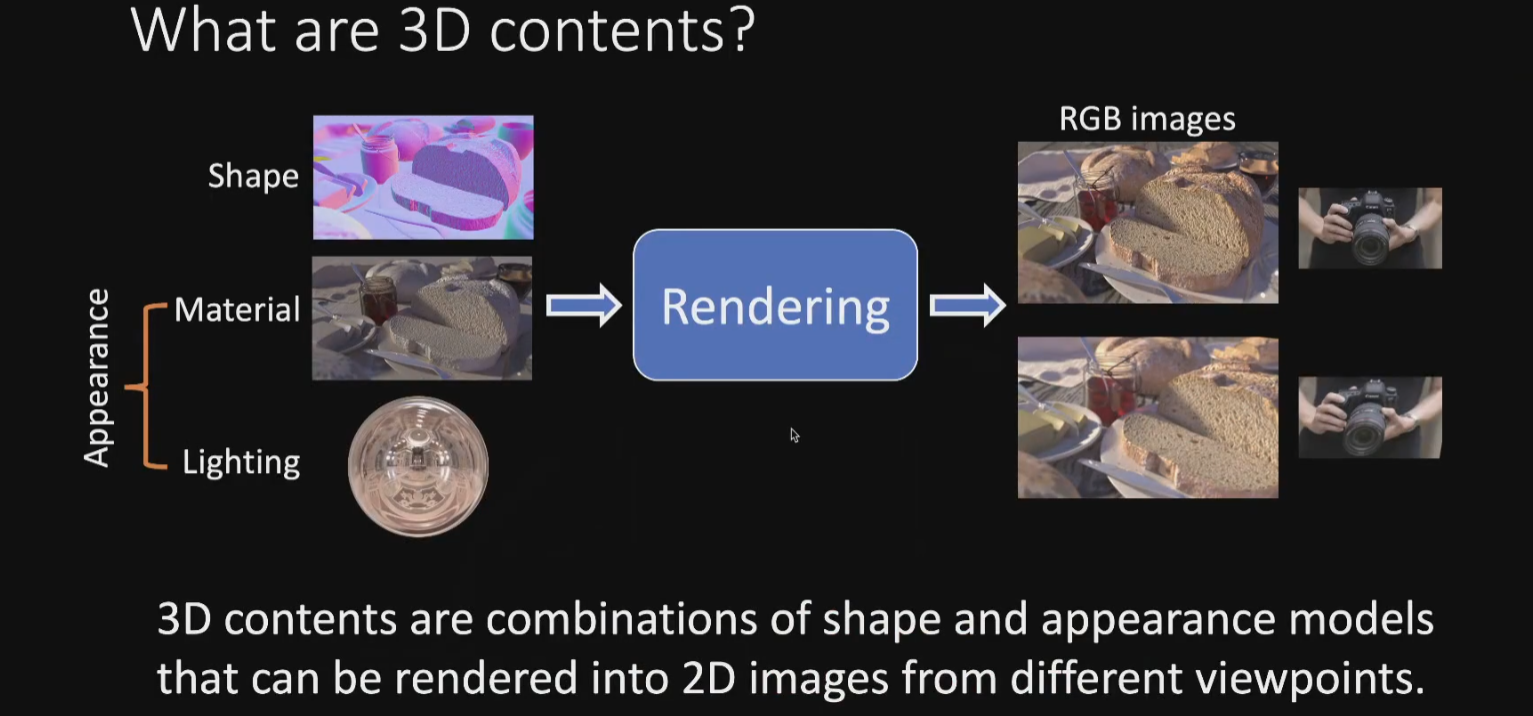 What are 3D contents?
RGB images
Shape
Appearance
Material
Rendering
Lighting
3D contents are combinations of shape and appearance models
that can be rendered into 2D images from different viewpoints.